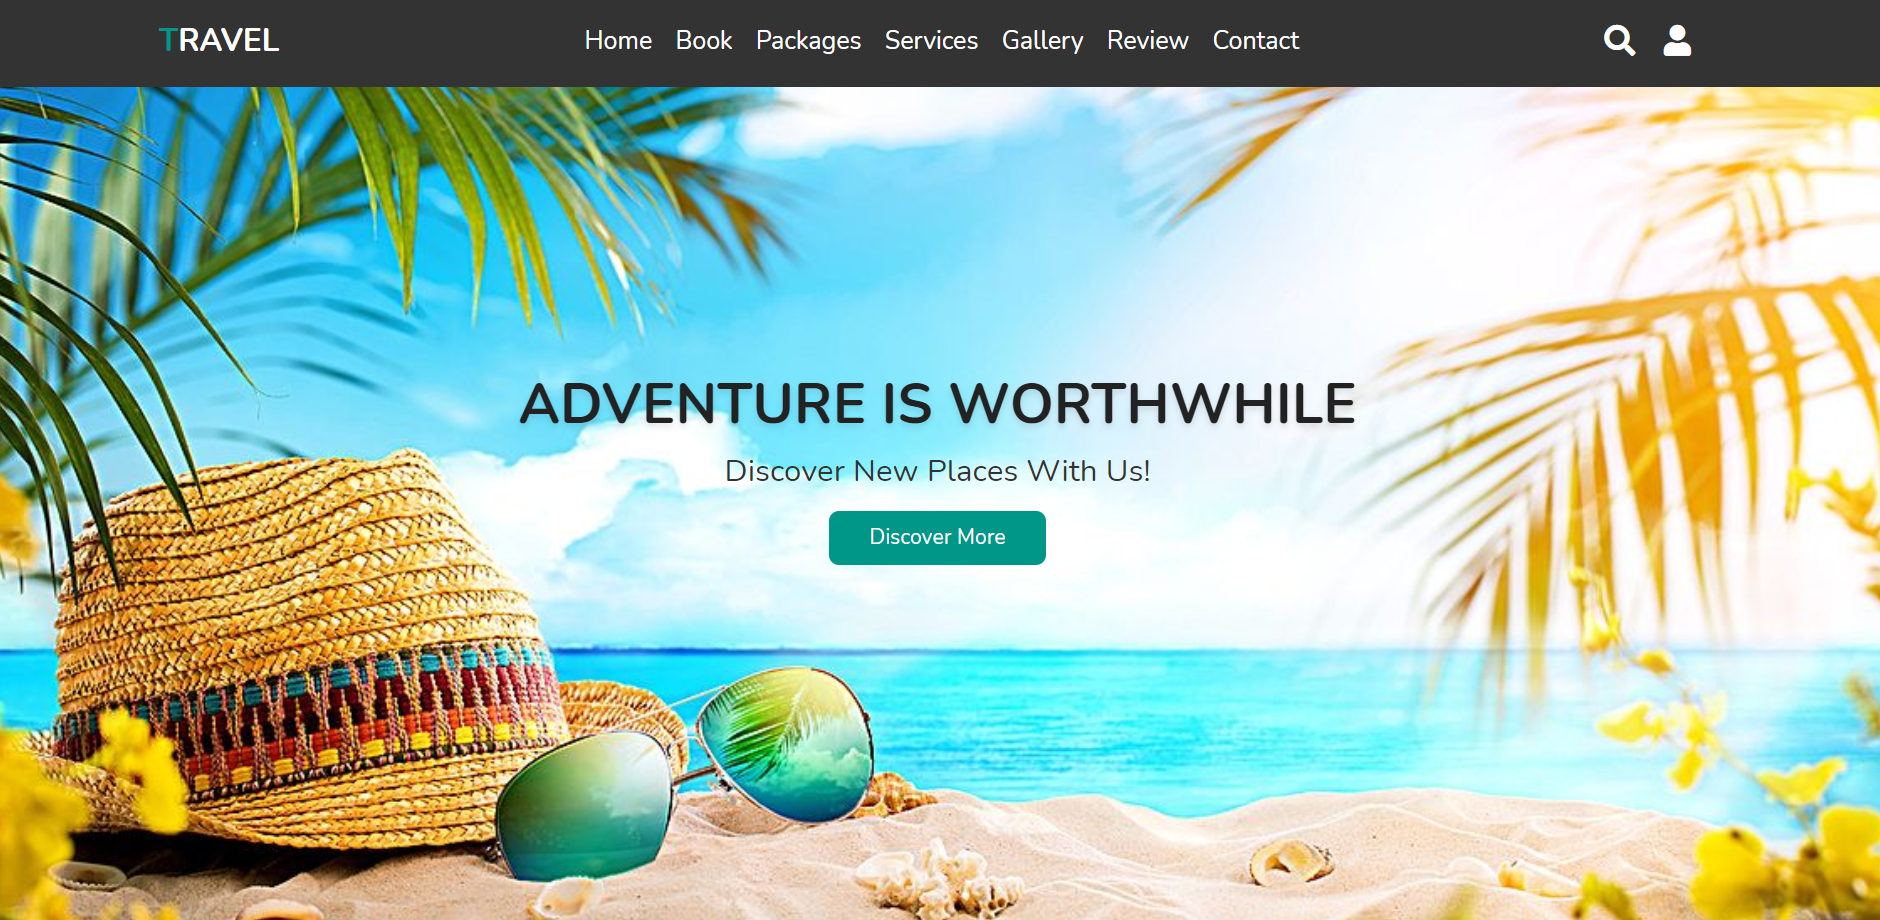 TRAVEL Home Book Packages Services Gallery Review Contact
ADVENTURE IS WORTHWHILE
Discover New Places With Us!
Discover More